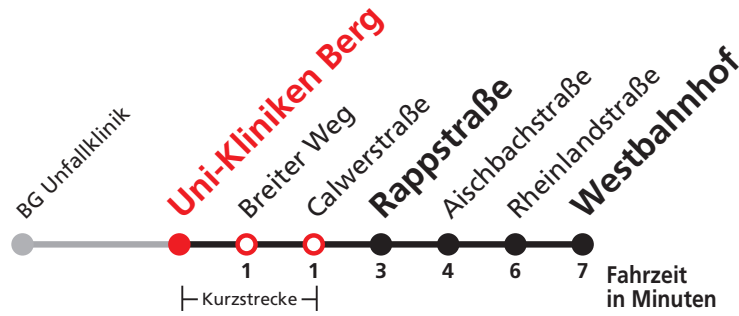 BG Unfallklinik
Uni-Kliniken Berg
Breiter Weg
Calwerstraße
Rappstraße
Aischbachstraße
Rheinlandstraße
Westbahnhof
1 1 3 4 6 7 Fahrzeit
in Minuten
Kurzstrecke